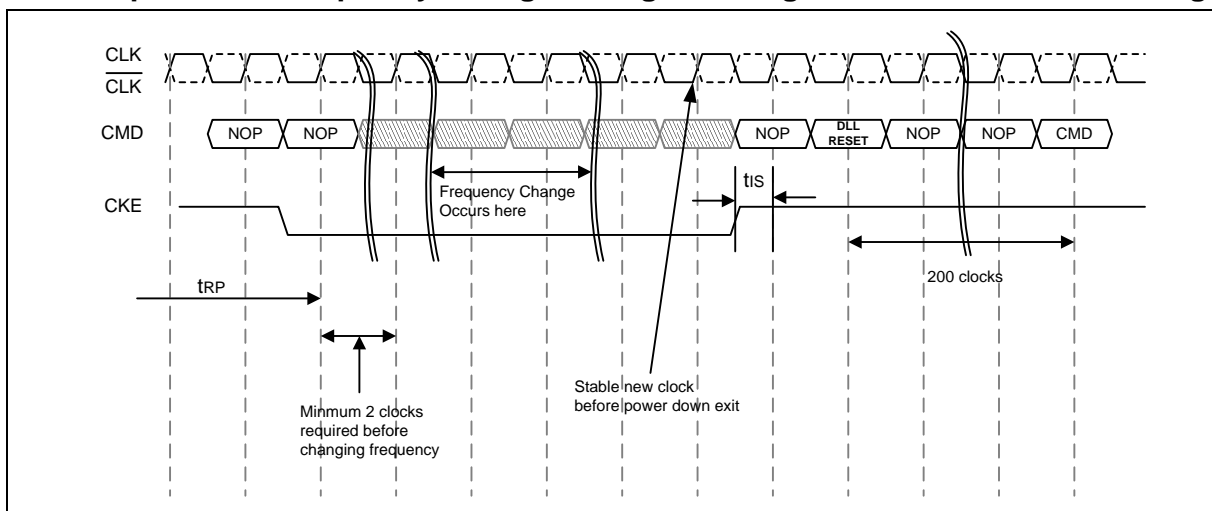 CLK
CLK
CMD
NOP
NOP
NOP
DLL
RESET
NOP
NOP
CMD
CKE
Frequency Change
Occurs here
tIS
200 clocks
tRP
Minmum 2 clocks
required before
changing frequency
Stable new clock
before power down exit